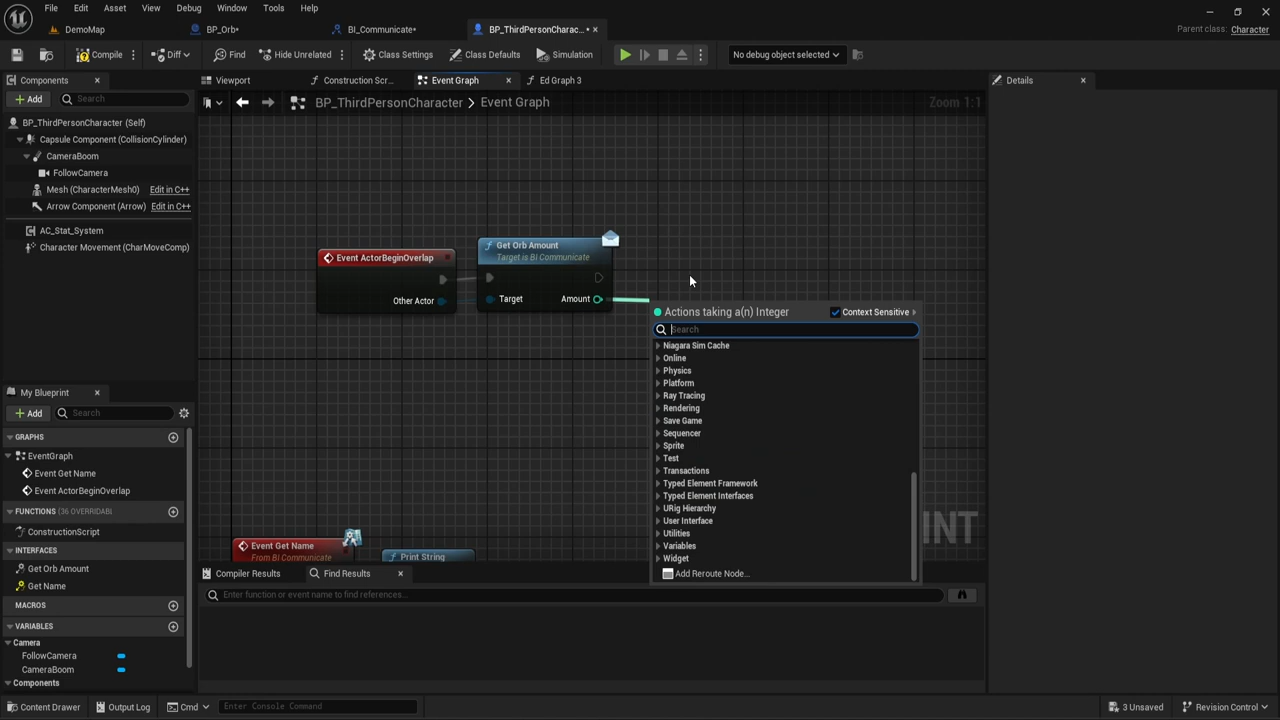 File Edit Asset View Debug Window Tools Help
DemoMap BP_Orb* BI_Communicate* BP_ThirdPersonCharac...* Parent class: Character
Compile Diff Find Hide Unrelated Class Settings Class Defaults Simulation No debug object selected
Components Viewport Construction Scr... Event Graph Ed Graph 3 Details
Add Search BP_ThirdPersonCharacter > Event Graph Zoom 1:1
BP_ThirdPersonCharacter (Self)
Capsule Component (CollisionCylinder)
CameraBoom
FollowCamera
Mesh (CharacterMesh0) Edit in C++
Arrow Component (Arrow) Edit in C++
AC_Stat_System
Character Movement (CharMoveComp)
Event ActorBeginOverlap
Other Actor
Get Orb Amount
Target is BI Communicate
Target Amount
Actions taking a(n) Integer Context Sensitive
Search
Niagara Sim Cache
Online
Physics
Platform
Ray Tracing
Rendering
Save Game
Sequencer
Sprite
Test
Transactions
Typed Element Framework
Typed Element Interfaces
URig Hierarchy
User Interface
Utilities
Variables
Widget
Add Reroute Node...
Event Get Name
From BI Communicate
Print String
My Blueprint
Add Search
GRAPHS
EventGraph
Event Get Name
Event ActorBeginOverlap
FUNCTIONS (36 OVERRIDABL
ConstructionScript
INTERFACES
Get Orb Amount
Get Name
MACROS
VARIABLES
Camera
FollowCamera
CameraBoom
Components
Compiler Results Find Results
Enter function or event name to find references...
Content Drawer Output Log Cmd Enter Console Command 3 Unsaved Revision Control